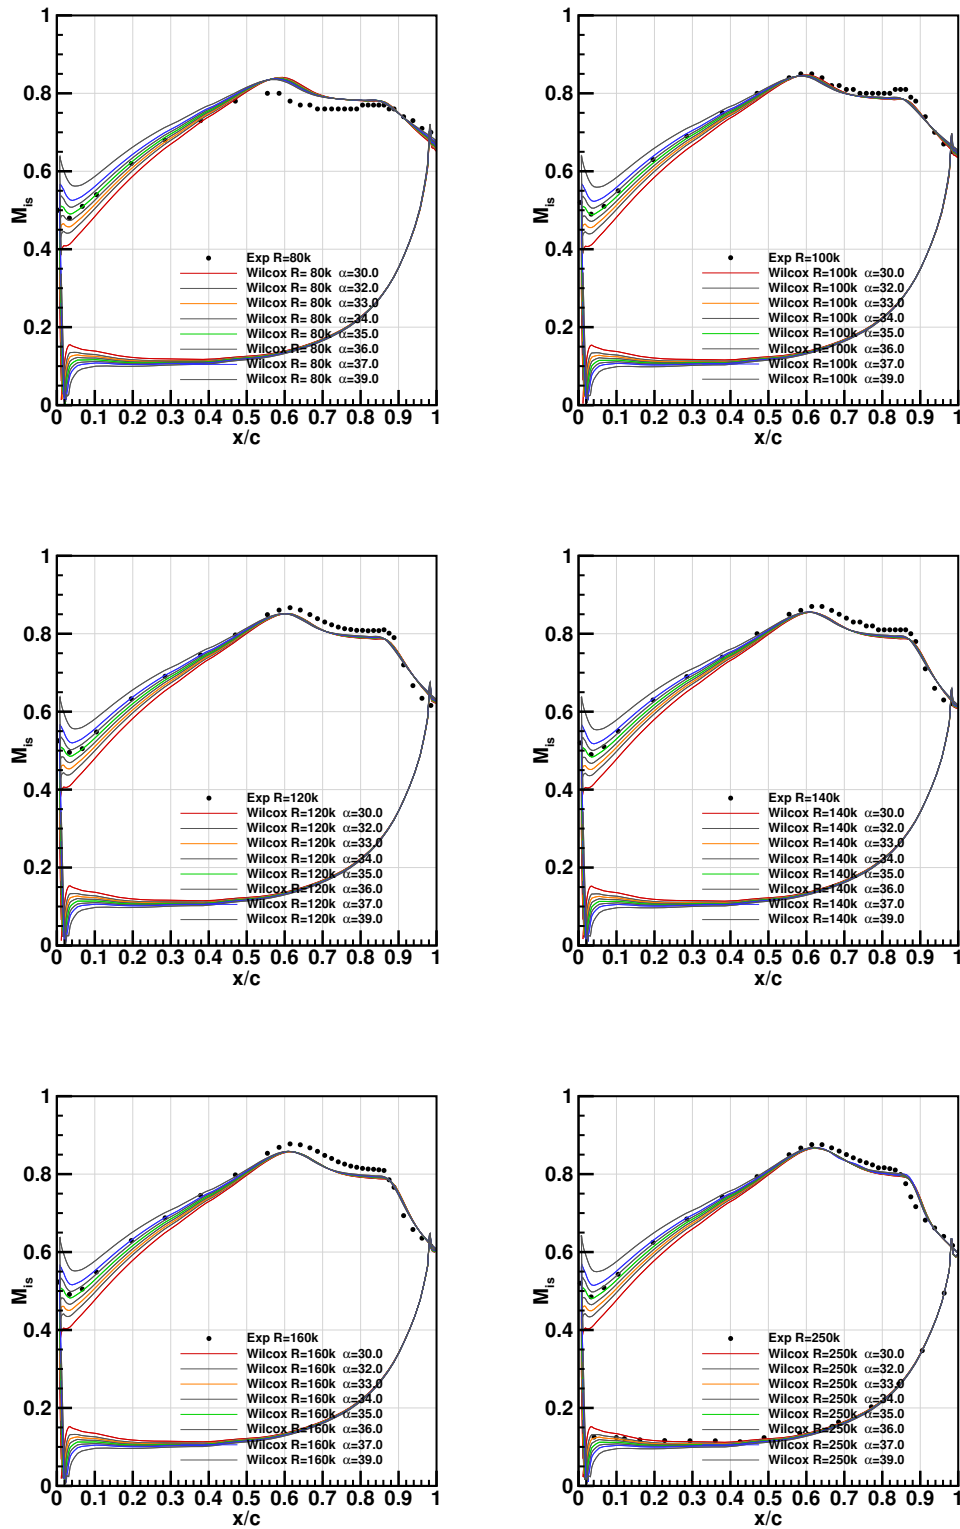 1
0.8
0.6
0.4
0.2
0
M_is
Exp R=80k
Wilcox R= 80k α=30.0
Wilcox R= 80k α=32.0
Wilcox R= 80k α=33.0
Wilcox R= 80k α=34.0
Wilcox R= 80k α=35.0
Wilcox R= 80k α=36.0
Wilcox R= 80k α=37.0
Wilcox R= 80k α=39.0
0 0.1 0.2 0.3 0.4 0.5 0.6 0.7 0.8 0.9 1
x/c
1
0.8
0.6
0.4
0.2
0
M_is
Exp R=100k
Wilcox R=100k α=30.0
Wilcox R=100k α=32.0
Wilcox R=100k α=33.0
Wilcox R=100k α=34.0
Wilcox R=100k α=35.0
Wilcox R=100k α=36.0
Wilcox R=100k α=37.0
Wilcox R=100k α=39.0
0 0.1 0.2 0.3 0.4 0.5 0.6 0.7 0.8 0.9 1
x/c
1
0.8
0.6
0.4
0.2
0
M_is
Exp R=120k
Wilcox R=120k α=30.0
Wilcox R=120k α=32.0
Wilcox R=120k α=33.0
Wilcox R=120k α=34.0
Wilcox R=120k α=35.0
Wilcox R=120k α=36.0
Wilcox R=120k α=37.0
Wilcox R=120k α=39.0
0 0.1 0.2 0.3 0.4 0.5 0.6 0.7 0.8 0.9 1
x/c
1
0.8
0.6
0.4
0.2
0
M_is
Exp R=140k
Wilcox R=140k α=30.0
Wilcox R=140k α=32.0
Wilcox R=140k α=33.0
Wilcox R=140k α=34.0
Wilcox R=140k α=35.0
Wilcox R=140k α=36.0
Wilcox R=140k α=37.0
Wilcox R=140k α=39.0
0 0.1 0.2 0.3 0.4 0.5 0.6 0.7 0.8 0.9 1
x/c
1
0.8
0.6
0.4
0.2
0
M_is
Exp R=160k
Wilcox R=160k α=30.0
Wilcox R=160k α=32.0
Wilcox R=160k α=33.0
Wilcox R=160k α=34.0
Wilcox R=160k α=35.0
Wilcox R=160k α=36.0
Wilcox R=160k α=37.0
Wilcox R=160k α=39.0
0 0.1 0.2 0.3 0.4 0.5 0.6 0.7 0.8 0.9 1
x/c
1
0.8
0.6
0.4
0.2
0
M_is
Exp R=250k
Wilcox R=250k α=30.0
Wilcox R=250k α=32.0
Wilcox R=250k α=33.0
Wilcox R=250k α=34.0
Wilcox R=250k α=35.0
Wilcox R=250k α=36.0
Wilcox R=250k α=37.0
Wilcox R=250k α=39.0
0 0.1 0.2 0.3 0.4 0.5 0.6 0.7 0.8 0.9 1
x/c